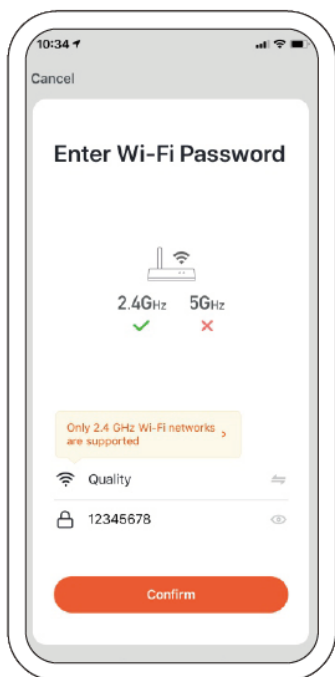 10:34
Cancel
Enter Wi-Fi Password
2.4GHz 5GHz
Only 2.4 GHz Wi-Fi networks
are supported
Quality
12345678
Confirm